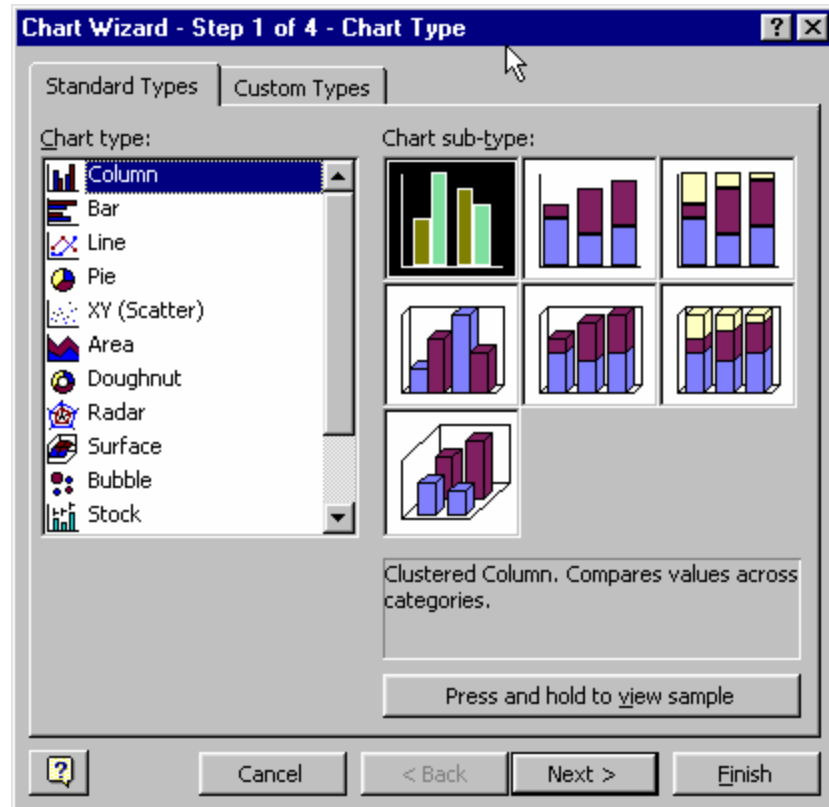 Chart Wizard - Step 1 of 4 - Chart Type
Standard Types
Custom Types
Chart type:
Column
Bar
Line
Pie
XY (Scatter)
Area
Doughnut
Radar
Surface
Bubble
Stock
Chart sub-type:
Clustered Column. Compares values across
categories.
Press and hold to view sample
Cancel
< Back
Next >
Finish